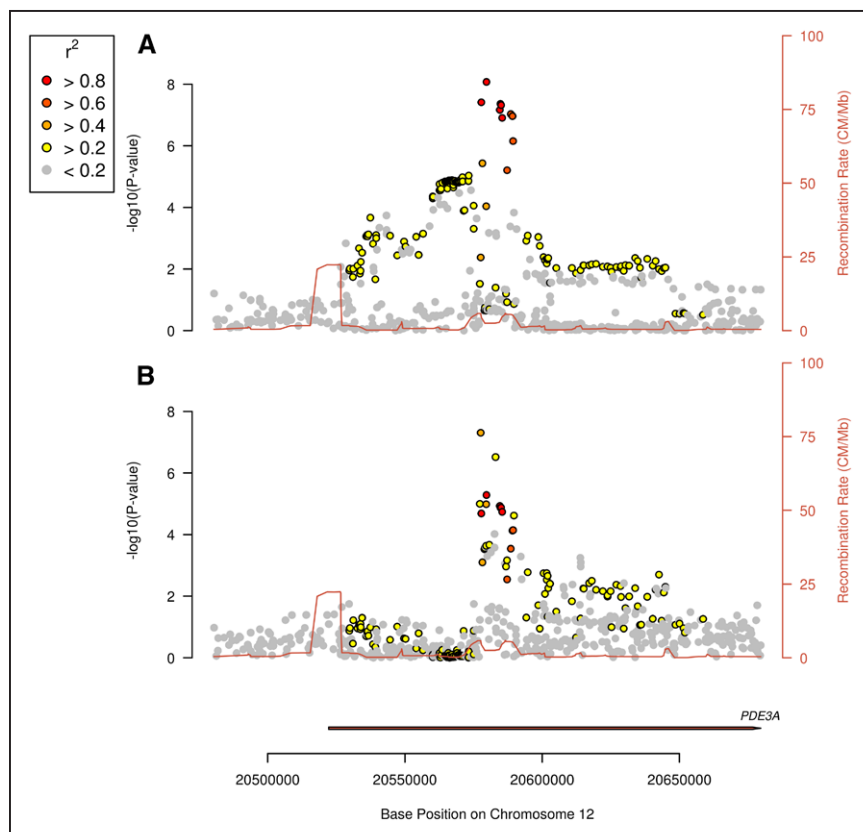 r2
> 0.8
> 0.6
> 0.4
> 0.2
< 0.2
A
8
6
4
2
0
-log10(P-value)
100
75
50
25
0
Recombination Rate (CM/Mb)
B
8
6
4
2
0
-log10(P-value)
100
75
50
25
0
Recombination Rate (CM/Mb)
PDE3A
20500000 20550000 20600000 20650000
Base Position on Chromosome 12